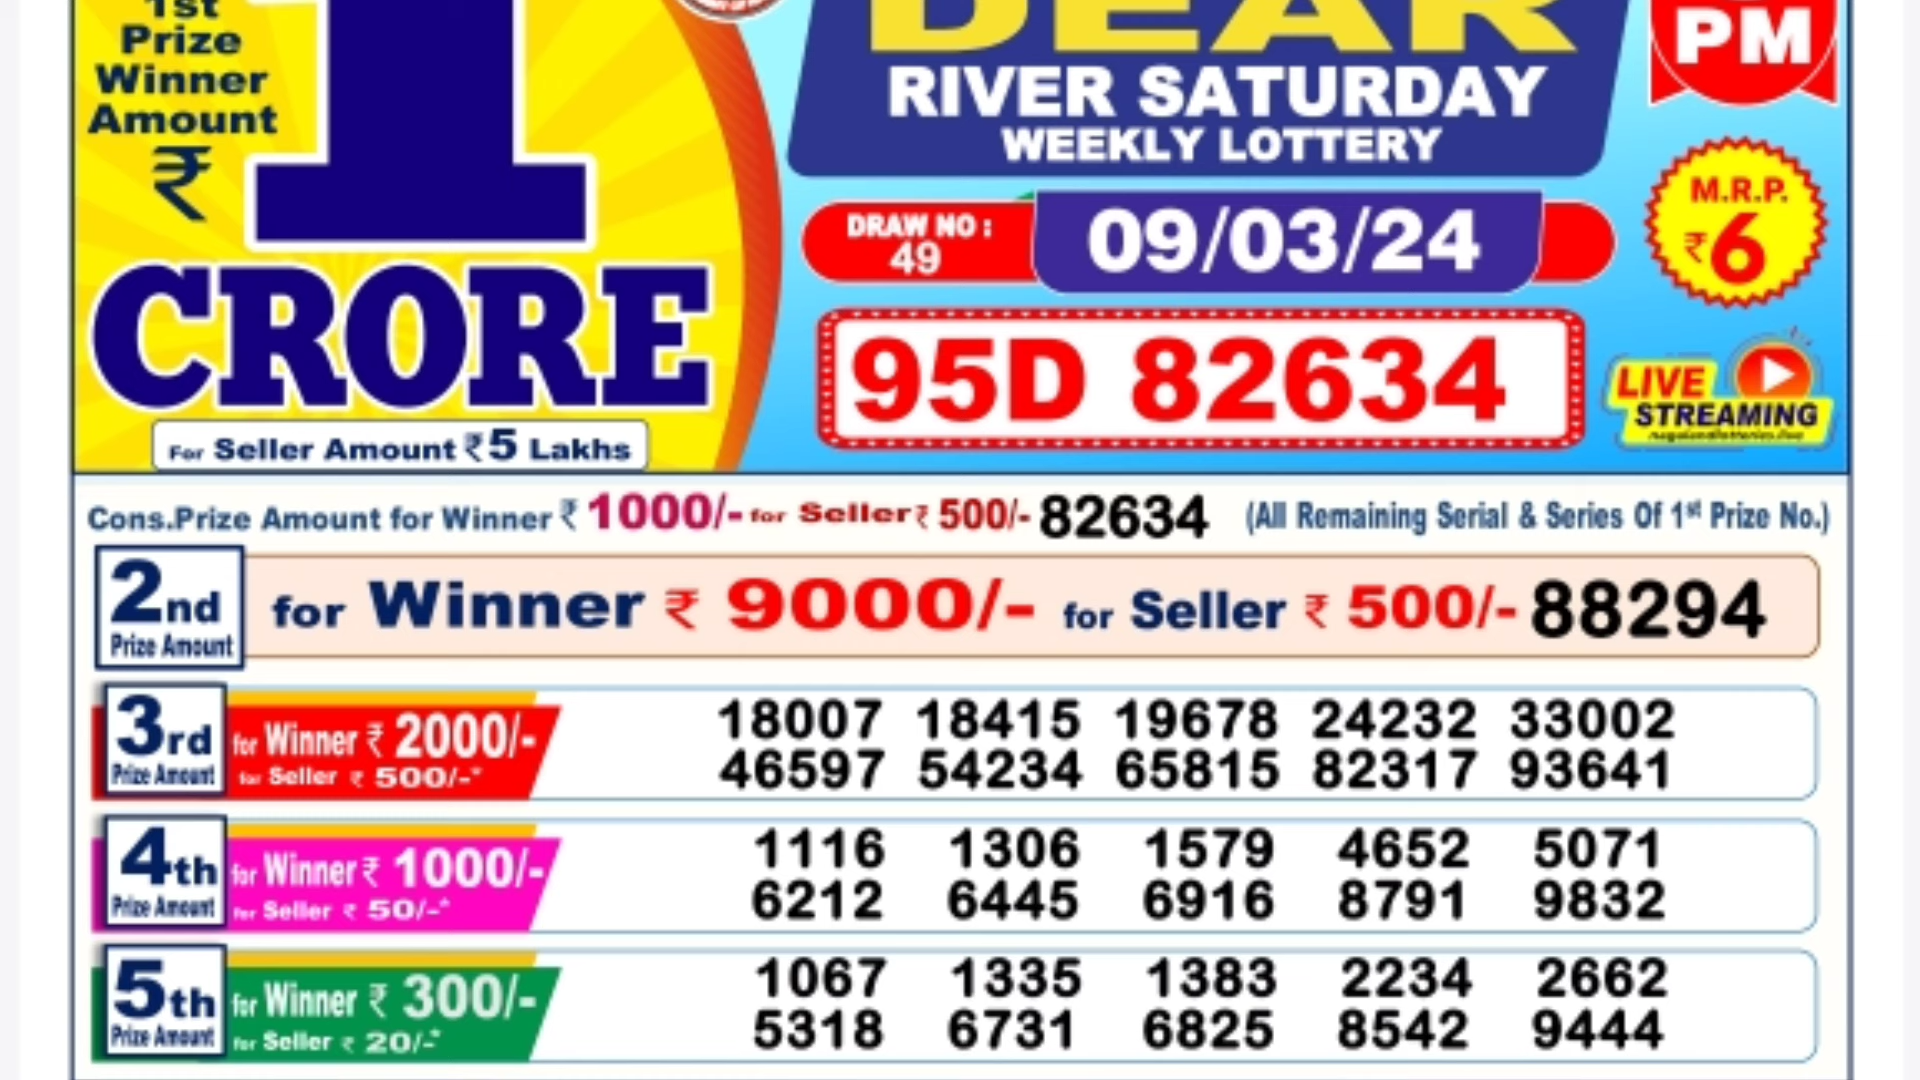 1st
Prize
Winner
Amount
₹
1
CRORE
For Seller Amount ₹5 Lakhs
DEAR
RIVER SATURDAY
WEEKLY LOTTERY
PM
DRAW NO :
49
09/03/24
M.R.P.
₹6
95D 82634
LIVE
STREAMING
nagalandlotteries.live
Cons.Prize Amount for Winner ₹ 1000/- for Seller ₹ 500/- 82634 (All Remaining Serial & Series Of 1st Prize No.)
2nd
Prize Amount
for Winner ₹ 9000/- for Seller ₹ 500/- 88294
3rd
Prize Amount
for Winner ₹ 2000/-
for Seller ₹ 500/-*
18007 18415 19678 24232 33002
46597 54234 65815 82317 93641
4th
Prize Amount
for Winner ₹ 1000/-
for Seller ₹ 50/-*
1116 1306 1579 4652 5071
6212 6445 6916 8791 9832
5th
Prize Amount
for Winner ₹ 300/-
for Seller ₹ 20/-*
1067 1335 1383 2234 2662
5318 6731 6825 8542 9444